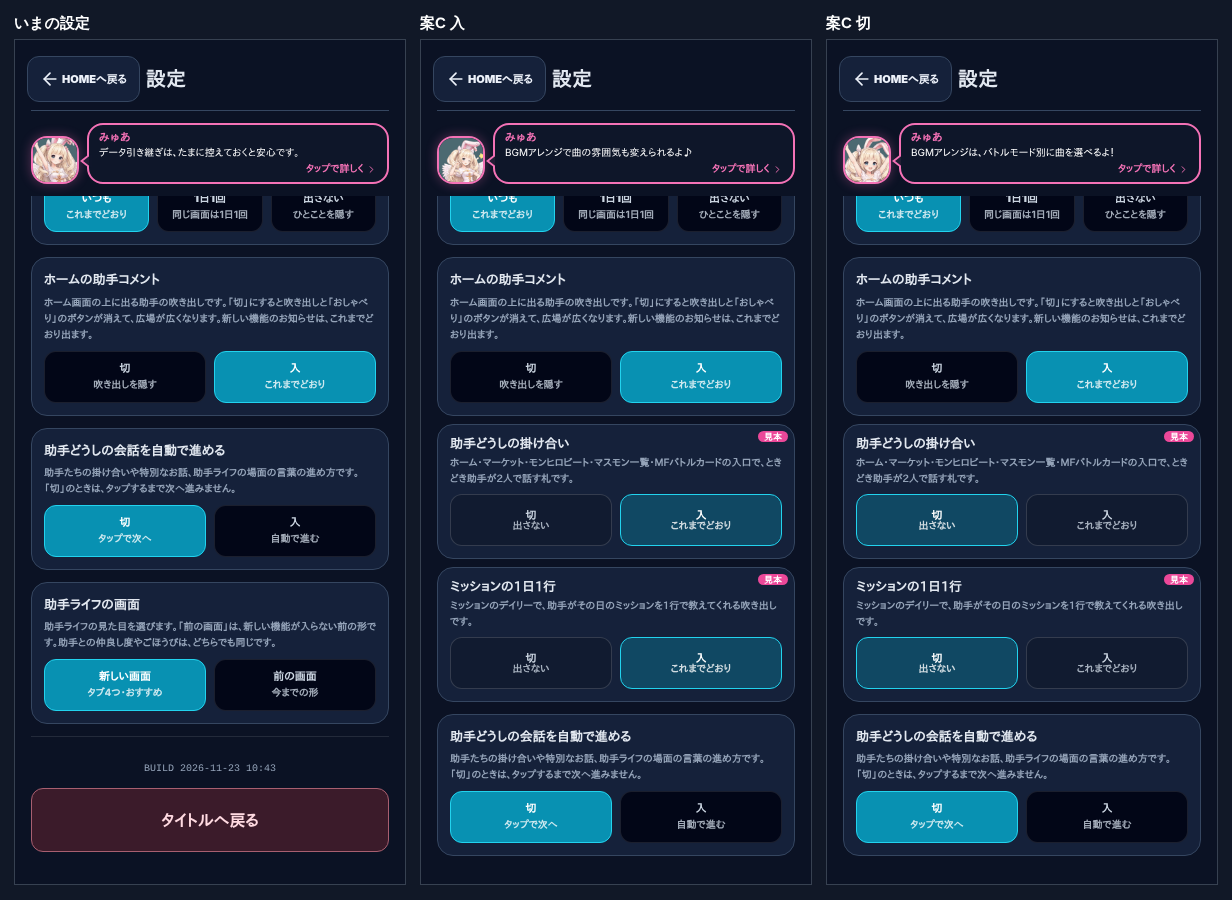 いまの設定
HOMEへ戻る
設定
みゅあ
データ引き継ぎは、たまに控えておくと安心です。
タップで詳しく
いつも
これまでどおり
1日1回
同じ画面は1日1回
出さない
ひとことを隠す
ホームの助手コメント
ホーム画面の上に出る助手の吹き出しです。「切」にすると吹き出しと「おしゃべ
り」のボタンが消えて、広場が広くなります。新しい機能のお知らせは、これまでど
おり出ます。
切
吹き出しを隠す
入
これまでどおり
助手どうしの会話を自動で進める
助手たちの掛け合いや特別なお話、助手ライフの場面の言葉の進め方です。
「切」のときは、タップするまで次へ進みません。
切
タップで次へ
入
自動で進む
助手ライフの画面
助手ライフの見た目を選びます。「前の画面」は、新しい機能が入らない前の形で
す。助手との仲良し度やごほうびは、どちらでも同じです。
新しい画面
タブ4つ・おすすめ
前の画面
今までの形
BUILD 2026-11-23 10:43
タイトルへ戻る
案C 入
HOMEへ戻る
設定
みゅあ
BGMアレンジで曲の雰囲気も変えられるよ♪
タップで詳しく
いつも
これまでどおり
1日1回
同じ画面は1日1回
出さない
ひとことを隠す
ホームの助手コメント
ホーム画面の上に出る助手の吹き出しです。「切」にすると吹き出しと「おしゃべ
り」のボタンが消えて、広場が広くなります。新しい機能のお知らせは、これまでど
おり出ます。
切
吹き出しを隠す
入
これまでどおり
見本
助手どうしの掛け合い
ホーム・マーケット・モンヒロビート・マスモン一覧・MFバトルカードの入口で、とき
どき助手が2人で話す札です。
切
出さない
入
これまでどおり
見本
ミッションの1日1行
ミッションのデイリーで、助手がその日のミッションを1行で教えてくれる吹き出し
です。
切
出さない
入
これまでどおり
助手どうしの会話を自動で進める
助手たちの掛け合いや特別なお話、助手ライフの場面の言葉の進め方です。
「切」のときは、タップするまで次へ進みません。
切
タップで次へ
入
自動で進む
案C 切
HOMEへ戻る
設定
みゅあ
BGMアレンジは、バトルモード別に曲を選べるよ!
タップで詳しく
いつも
これまでどおり
1日1回
同じ画面は1日1回
出さない
ひとことを隠す
ホームの助手コメント
ホーム画面の上に出る助手の吹き出しです。「切」にすると吹き出しと「おしゃべ
り」のボタンが消えて、広場が広くなります。新しい機能のお知らせは、これまでど
おり出ます。
切
吹き出しを隠す
入
これまでどおり
見本
助手どうしの掛け合い
ホーム・マーケット・モンヒロビート・マスモン一覧・MFバトルカードの入口で、とき
どき助手が2人で話す札です。
切
出さない
入
これまでどおり
見本
ミッションの1日1行
ミッションのデイリーで、助手がその日のミッションを1行で教えてくれる吹き出し
です。
切
出さない
入
これまでどおり
助手どうしの会話を自動で進める
助手たちの掛け合いや特別なお話、助手ライフの場面の言葉の進め方です。
「切」のときは、タップするまで次へ進みません。
切
タップで次へ
入
自動で進む